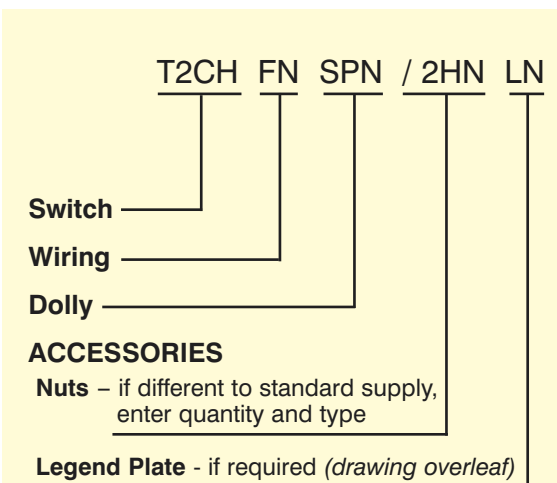 T2CH FN SPN / 2HN LN
Switch
Wiring
Dolly
ACCESSORIES
Nuts – if different to standard supply,
enter quantity and type
Legend Plate - if required (drawing overleaf)